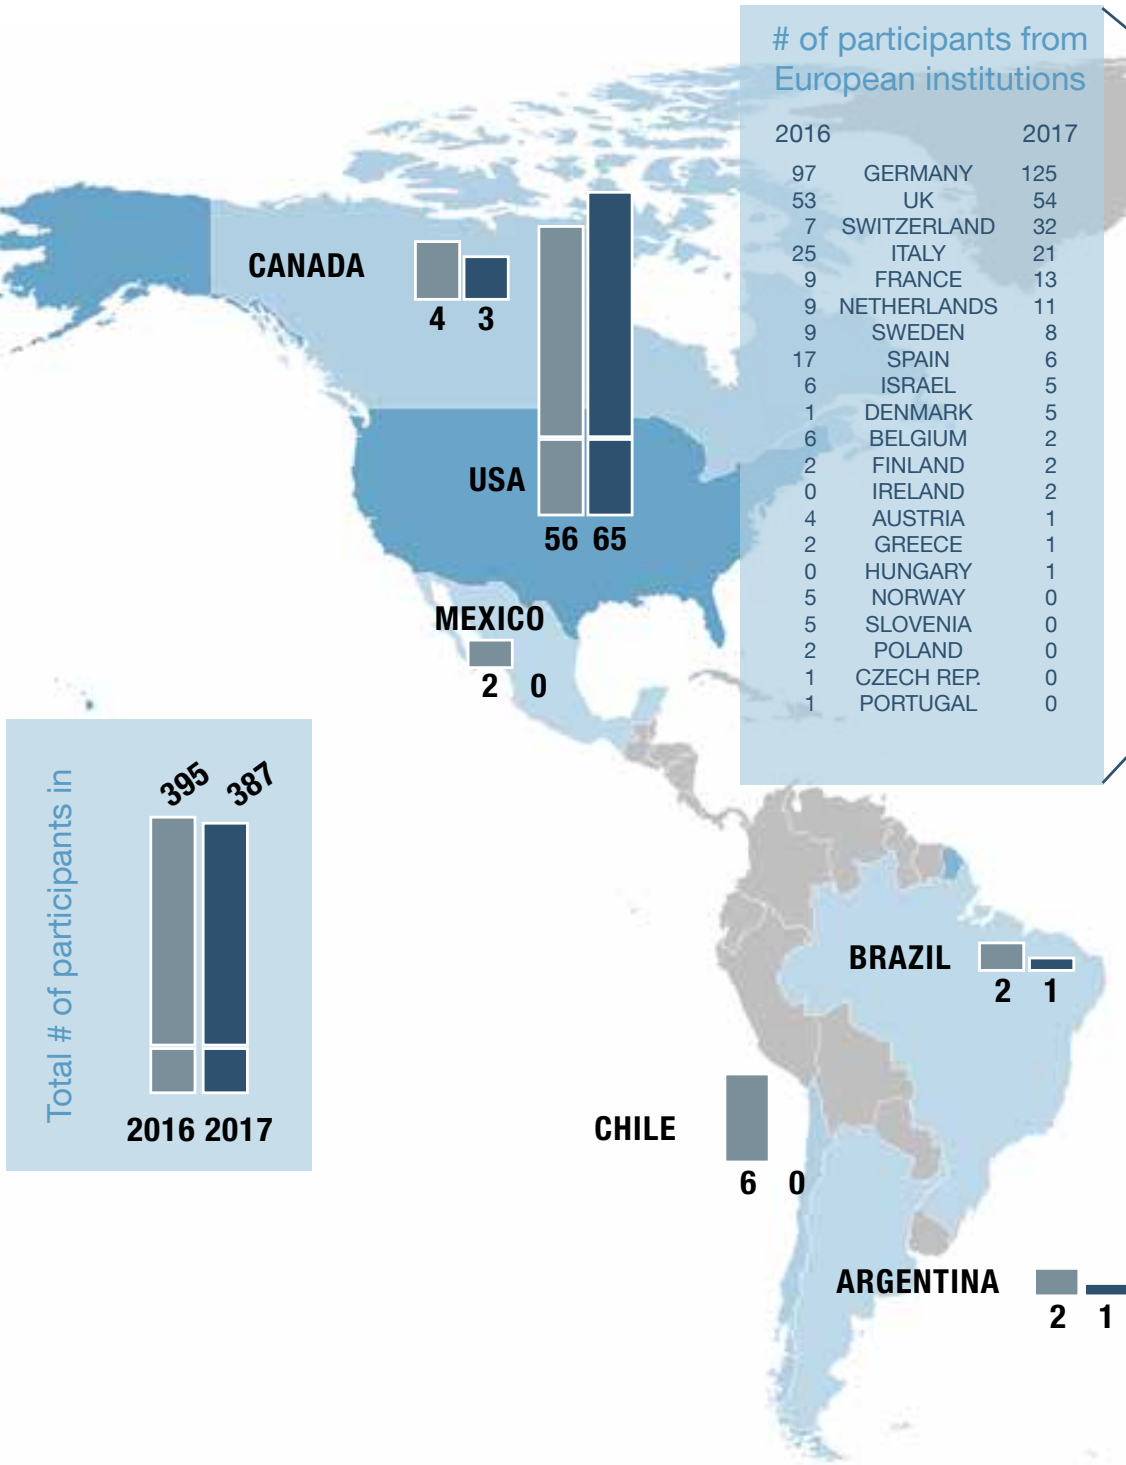 # of participants from
European institutions
2016 2017
97 GERMANY 125
53 UK 54
7 SWITZERLAND 32
25 ITALY 21
9 FRANCE 13
9 NETHERLANDS 11
9 SWEDEN 8
17 SPAIN 6
6 ISRAEL 5
1 DENMARK 5
6 BELGIUM 2
2 FINLAND 2
0 IRELAND 2
4 AUSTRIA 1
2 GREECE 1
0 HUNGARY 1
5 NORWAY 0
5 SLOVENIA 0
2 POLAND 0
1 CZECH REP. 0
1 PORTUGAL 0
CANADA
4 3
USA
56 65
MEXICO
2 0
Total # of participants in
395 387
2016 2017
BRAZIL
2 1
CHILE
6 0
ARGENTINA
2 1